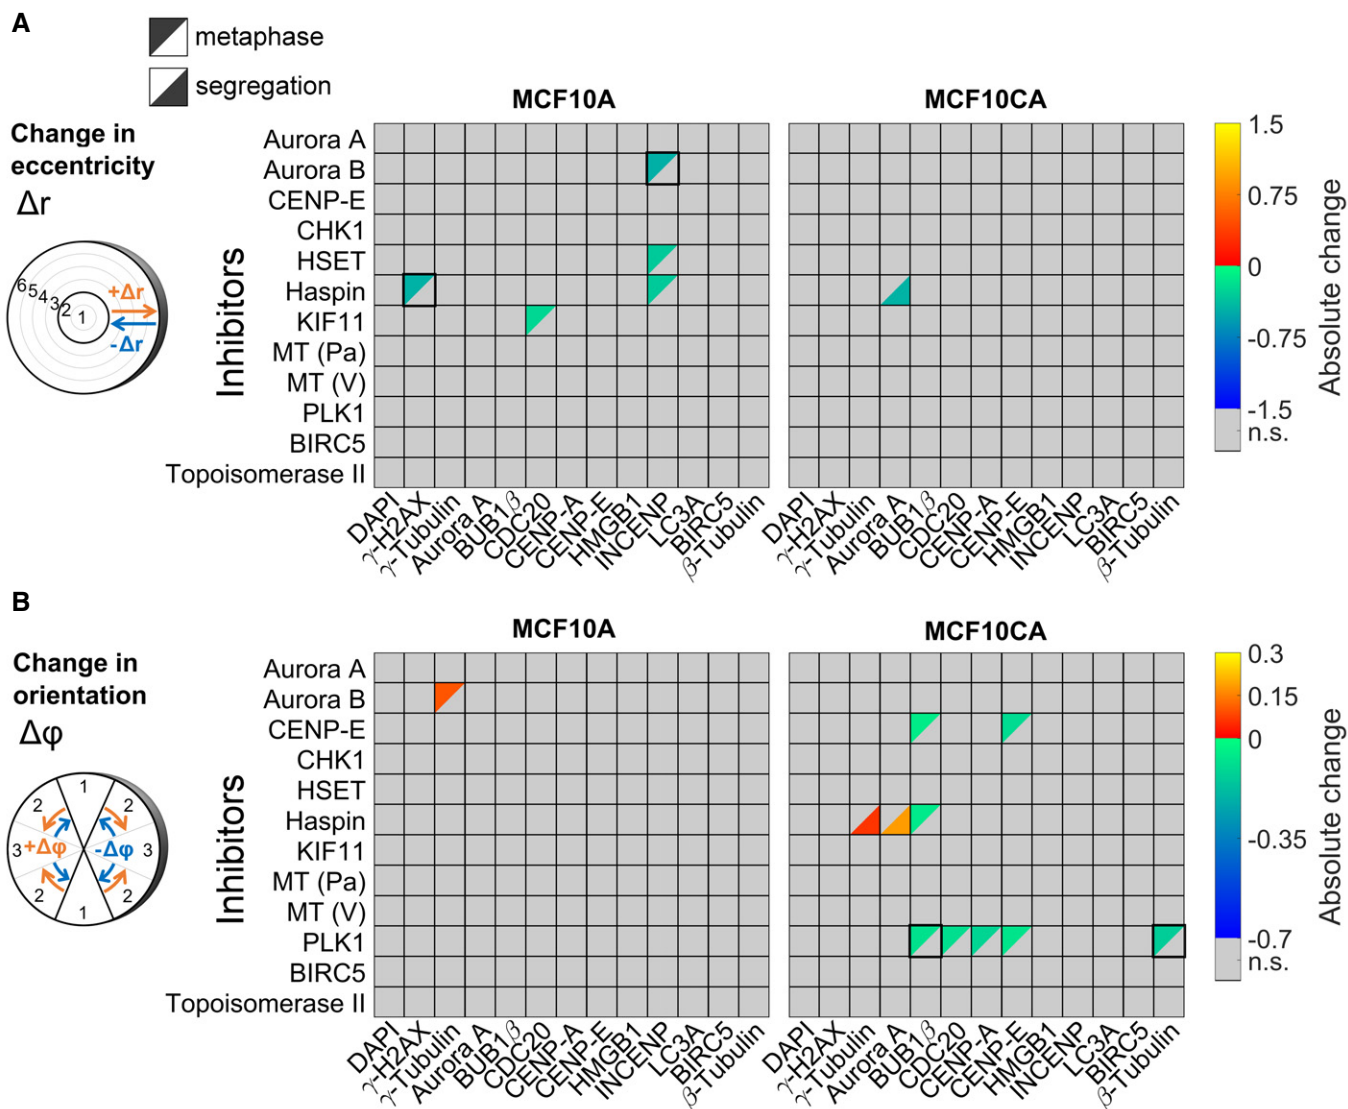 A
metaphase
segregation
MCF10A
MCF10CA
Change in
eccentricity
Δr
6
5
4
3
2
1
+Δr
-Δr
Inhibitors
Aurora A
Aurora B
CENP-E
CHK1
HSET
Haspin
KIF11
MT (Pa)
MT (V)
PLK1
BIRC5
Topoisomerase II
DAPI
γ-H2AX
γ-Tubulin
Aurora A
BUB1β
CDC20
CENP-A
CENP-E
HMGB1
INCENP
LC3A
BIRC5
β-Tubulin
DAPI
γ-H2AX
γ-Tubulin
Aurora A
BUB1β
CDC20
CENP-A
CENP-E
HMGB1
INCENP
LC3A
BIRC5
β-Tubulin
1.5
0.75
0
-0.75
-1.5
n.s.
Absolute change
B
MCF10A
MCF10CA
Change in
orientation
Δφ
1
2
2
3
+Δφ
-Δφ
3
2
2
1
Inhibitors
Aurora A
Aurora B
CENP-E
CHK1
HSET
Haspin
KIF11
MT (Pa)
MT (V)
PLK1
BIRC5
Topoisomerase II
DAPI
γ-H2AX
γ-Tubulin
Aurora A
BUB1β
CDC20
CENP-A
CENP-E
HMGB1
INCENP
LC3A
BIRC5
β-Tubulin
DAPI
γ-H2AX
γ-Tubulin
Aurora A
BUB1β
CDC20
CENP-A
CENP-E
HMGB1
INCENP
LC3A
BIRC5
β-Tubulin
0.3
0.15
0
-0.35
-0.7
n.s.
Absolute change